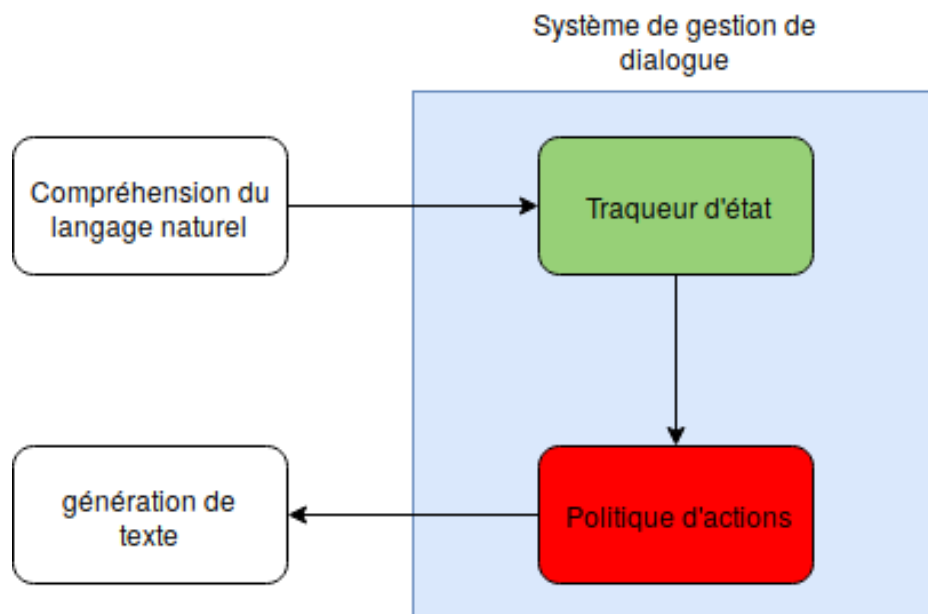 Système de gestion de
dialogue
Compréhension du
langage naturel
Traqueur d'état
génération de
texte
Politique d'actions